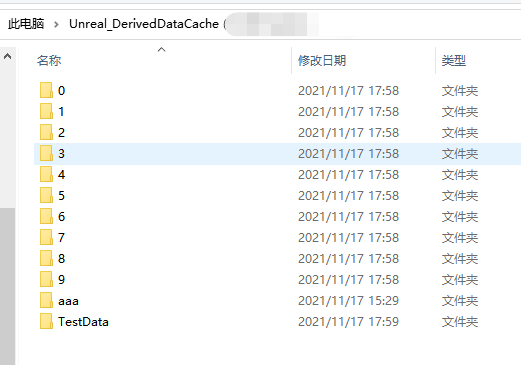 此电脑 › Unreal_DerivedDataCache (
名称 修改日期 类型
0 2021/11/17 17:58 文件夹
1 2021/11/17 17:58 文件夹
2 2021/11/17 17:58 文件夹
3 2021/11/17 17:58 文件夹
4 2021/11/17 17:58 文件夹
5 2021/11/17 17:58 文件夹
6 2021/11/17 17:58 文件夹
7 2021/11/17 17:58 文件夹
8 2021/11/17 17:58 文件夹
9 2021/11/17 17:58 文件夹
aaa 2021/11/17 15:29 文件夹
TestData 2021/11/17 17:59 文件夹